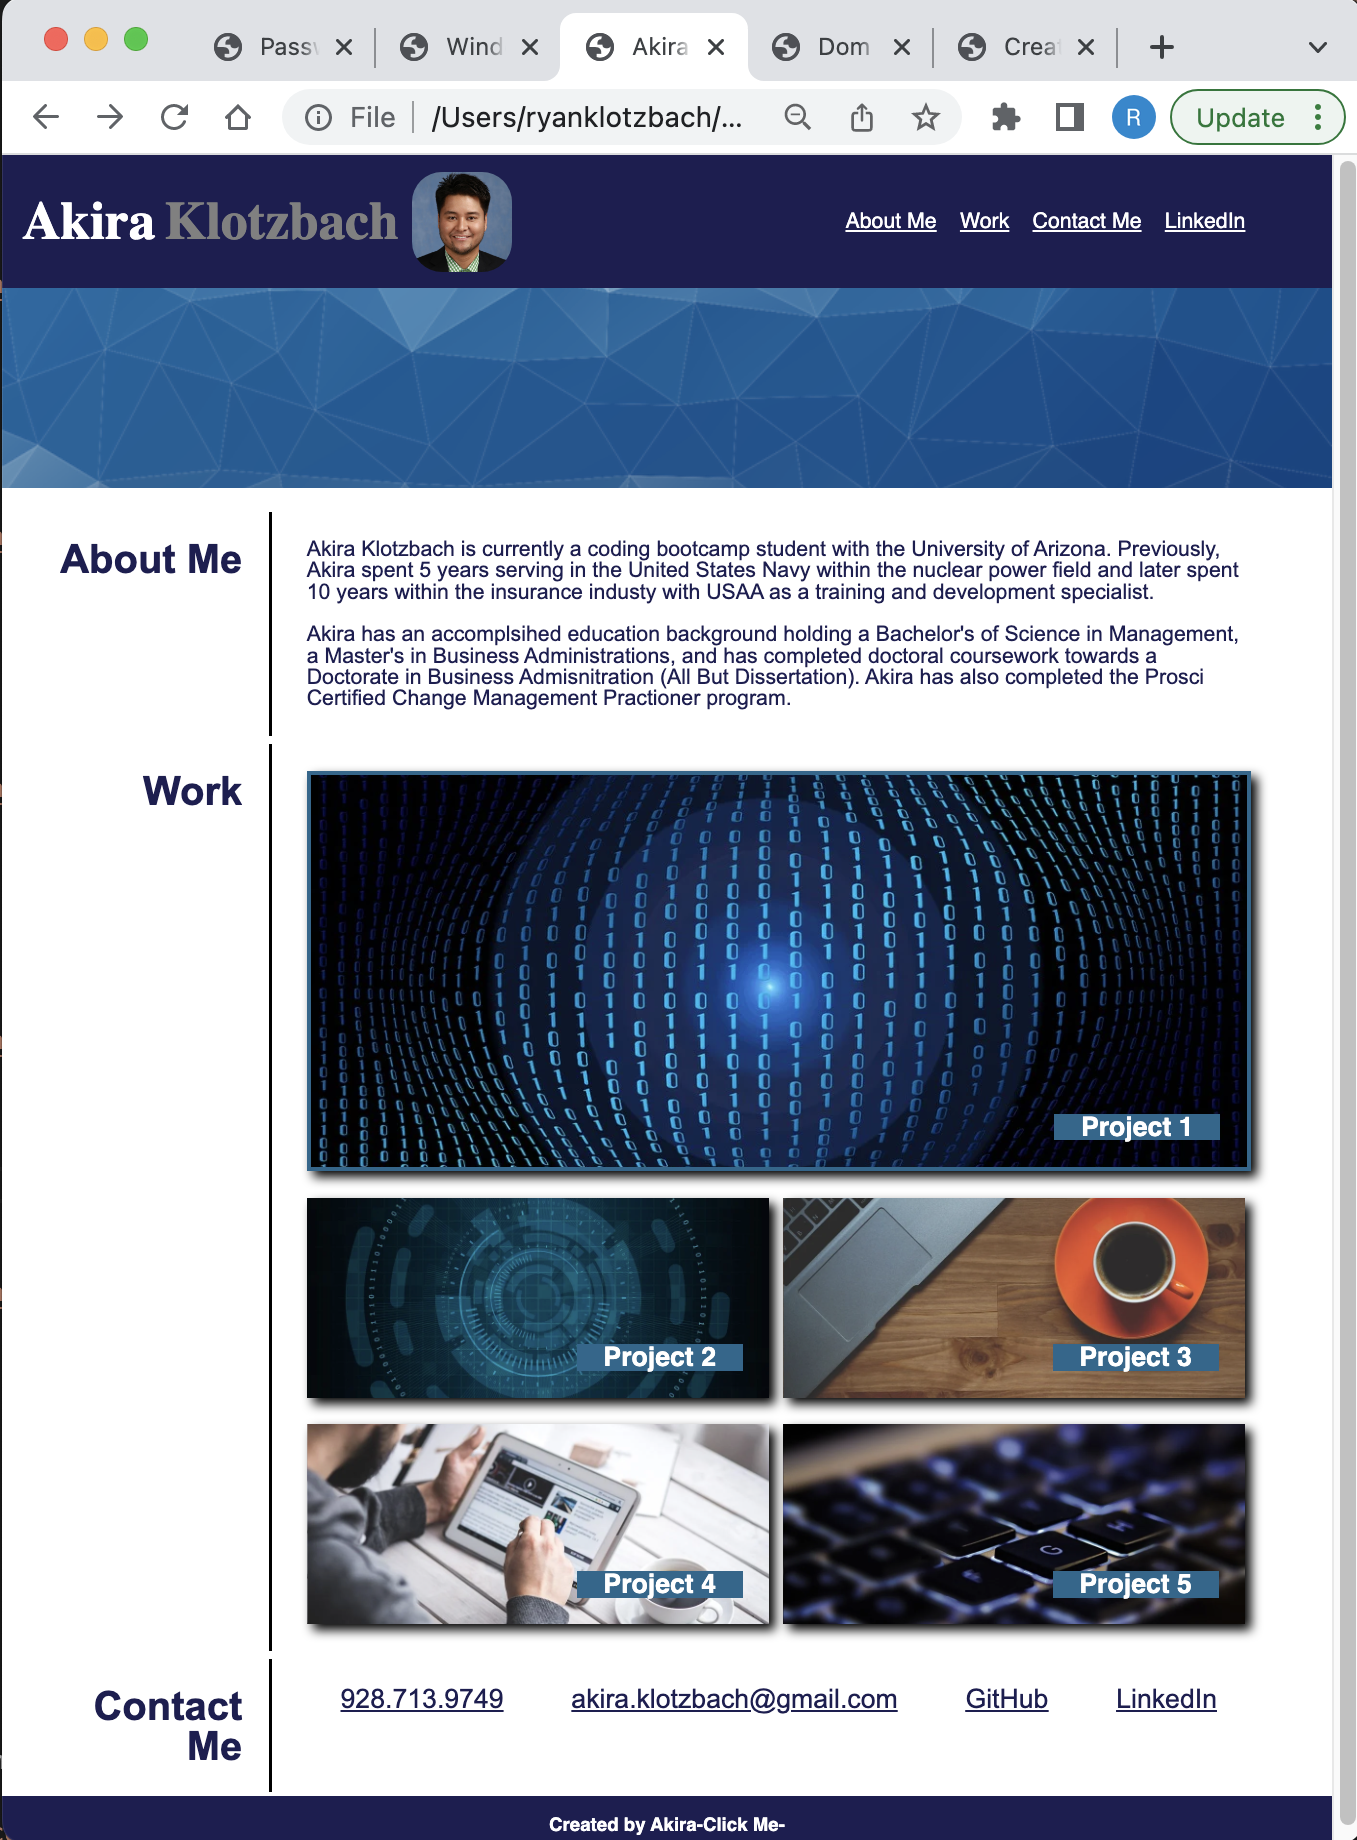 Passw
Wind
Akira
Dom
Creat
File
/Users/ryanklotzbach/...
R
Update
Akira Klotzbach
About Me
Work
Contact Me
LinkedIn
About Me
Akira Klotzbach is currently a coding bootcamp student with the University of Arizona. Previously,
Akira spent 5 years serving in the United States Navy within the nuclear power field and later spent
10 years within the insurance industy with USAA as a training and development specialist.
Akira has an accomplsihed education background holding a Bachelor's of Science in Management,
a Master's in Business Administrations, and has completed doctoral coursework towards a
Doctorate in Business Admisnitration (All But Dissertation). Akira has also completed the Prosci
Certified Change Management Practioner program.
Work
Project 1
Project 2
Project 3
Project 4
Project 5
Contact
Me
928.713.9749
akira.klotzbach@gmail.com
GitHub
LinkedIn
Created by Akira-Click Me-